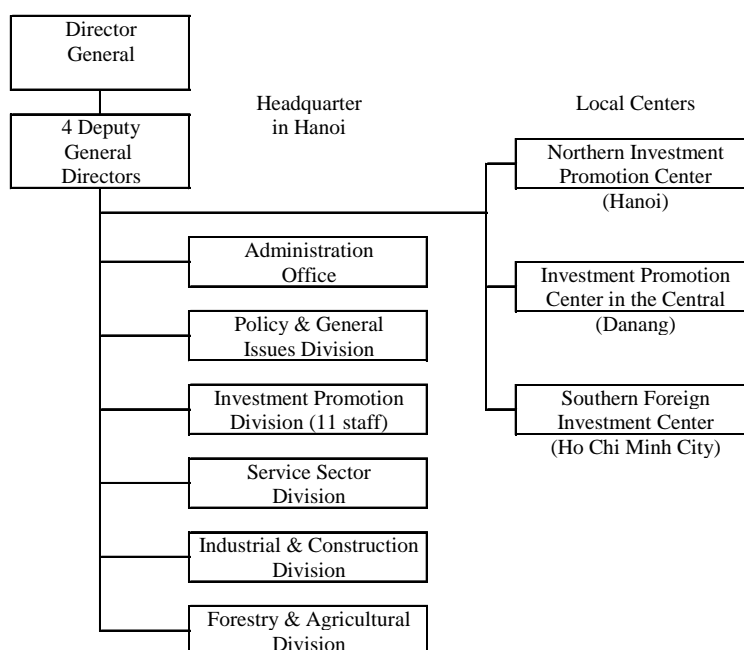 Director
General
4 Deputy
General
Directors
Headquarter
in Hanoi
Administration
Office
Policy & General
Issues Division
Investment Promotion
Division (11 staff)
Service Sector
Division
Industrial & Construction
Division
Forestry & Agricultural
Division
Local Centers
Northern Investment
Promotion Center
(Hanoi)
Investment Promotion
Center in the Central
(Danang)
Southern Foreign
Investment Center
(Ho Chi Minh City)